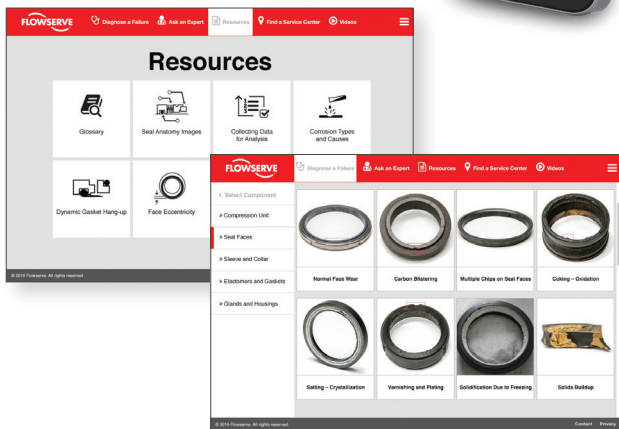 FLOWSERVE
Diagnose a Failure
Ask an Expert
Resources
Find a Service Center
Videos
Resources
Glossary
Seal Anatomy Images
Collecting Data
for Analysis
Corrosion Types
and Causes
Dynamic Gasket Hang-up
Face Eccentricity
© 2016 Flowserve. All rights reserved.
FLOWSERVE
Diagnose a Failure
Ask an Expert
Resources
Find a Service Center
Videos
1. Select Component
» Compression Unit
» Seal Faces
» Sleeve and Collar
» Elastomers and Gaskets
» Glands and Housings
Normal Face Wear
Carbon Blistering
Multiple Chips on Seal Faces
Coking – Oxidation
Salting – Crystallization
Varnishing and Plating
Solidification Due to Freezing
Solids Buildup
© 2016 Flowserve. All rights reserved.
Contact
Privacy